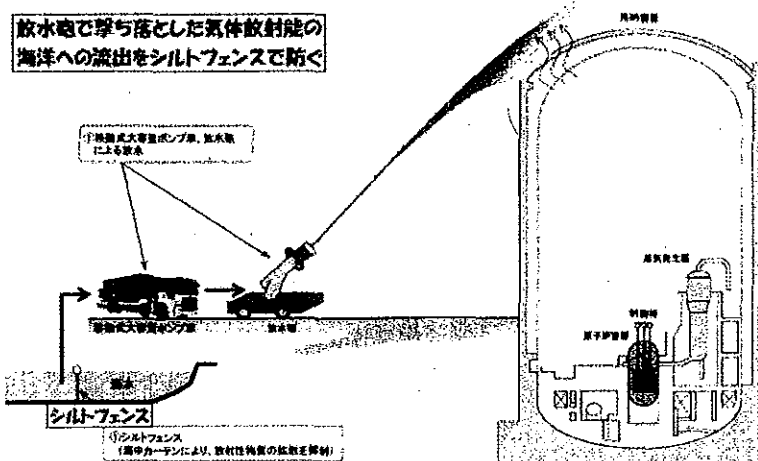 放水砲で撃ち落とした気体放射能の
海洋への流出をシルトフェンスで防ぐ
①移動式大容量ポンプ車、放水砲
による放水
格納容器
蒸気発生器
制御棒
原子炉容器
移動式大容量ポンプ車
放水砲
海水
シルトフェンス
①シルトフェンス
(海中カーテンにより、放射性物質の拡散を抑制)